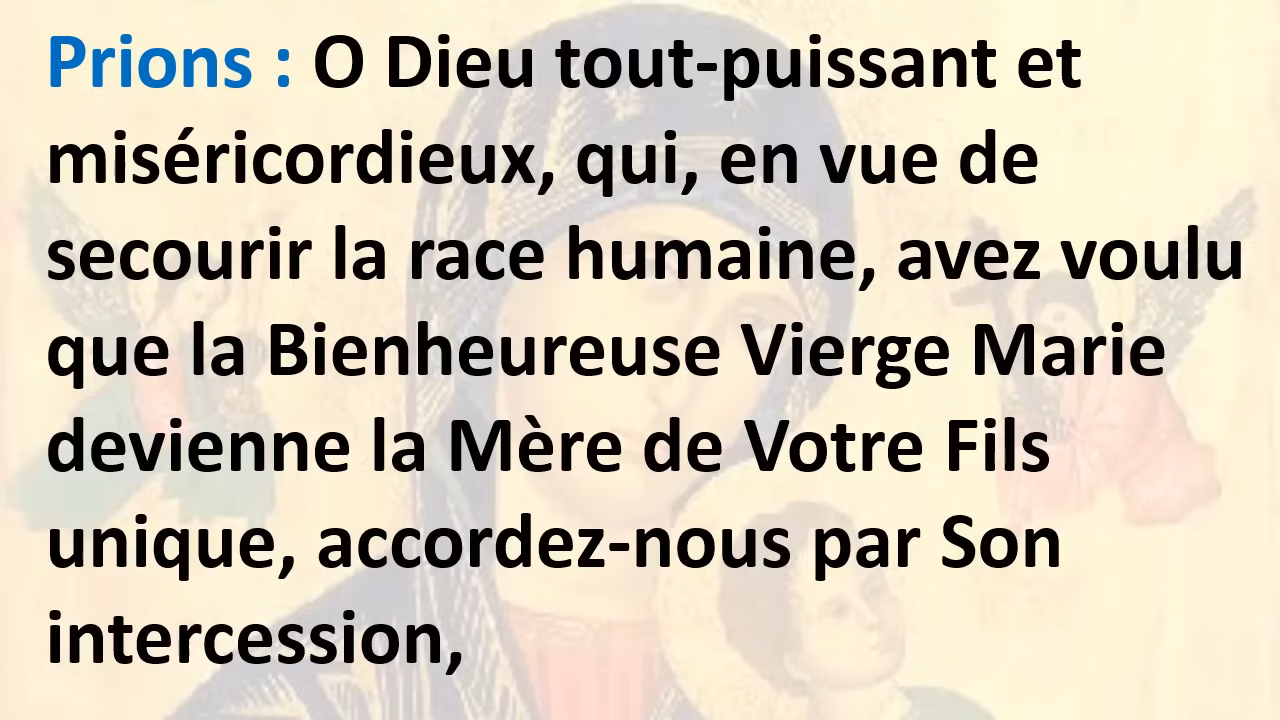 Prions : O Dieu tout-puissant et
miséricordieux, qui, en vue de
secourir la race humaine, avez voulu
que la Bienheureuse Vierge Marie
devienne la Mère de Votre Fils
unique, accordez-nous par Son
intercession,